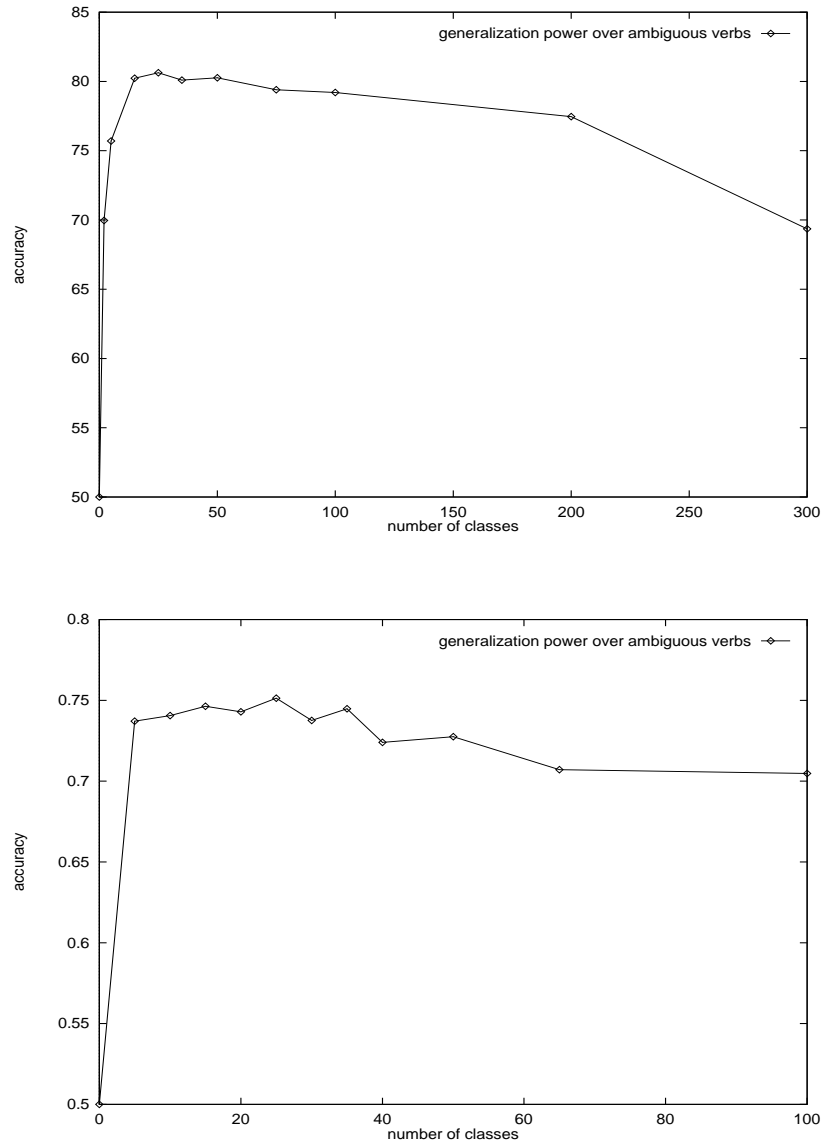 85
generalization power over ambiguous verbs
80
75
70
accuracy
65
60
55
50
0 50 100 150 200 250 300
number of classes
0.8
generalization power over ambiguous verbs
0.75
0.7
accuracy
0.65
0.6
0.55
0.5
0 20 40 60 80 100
number of classes